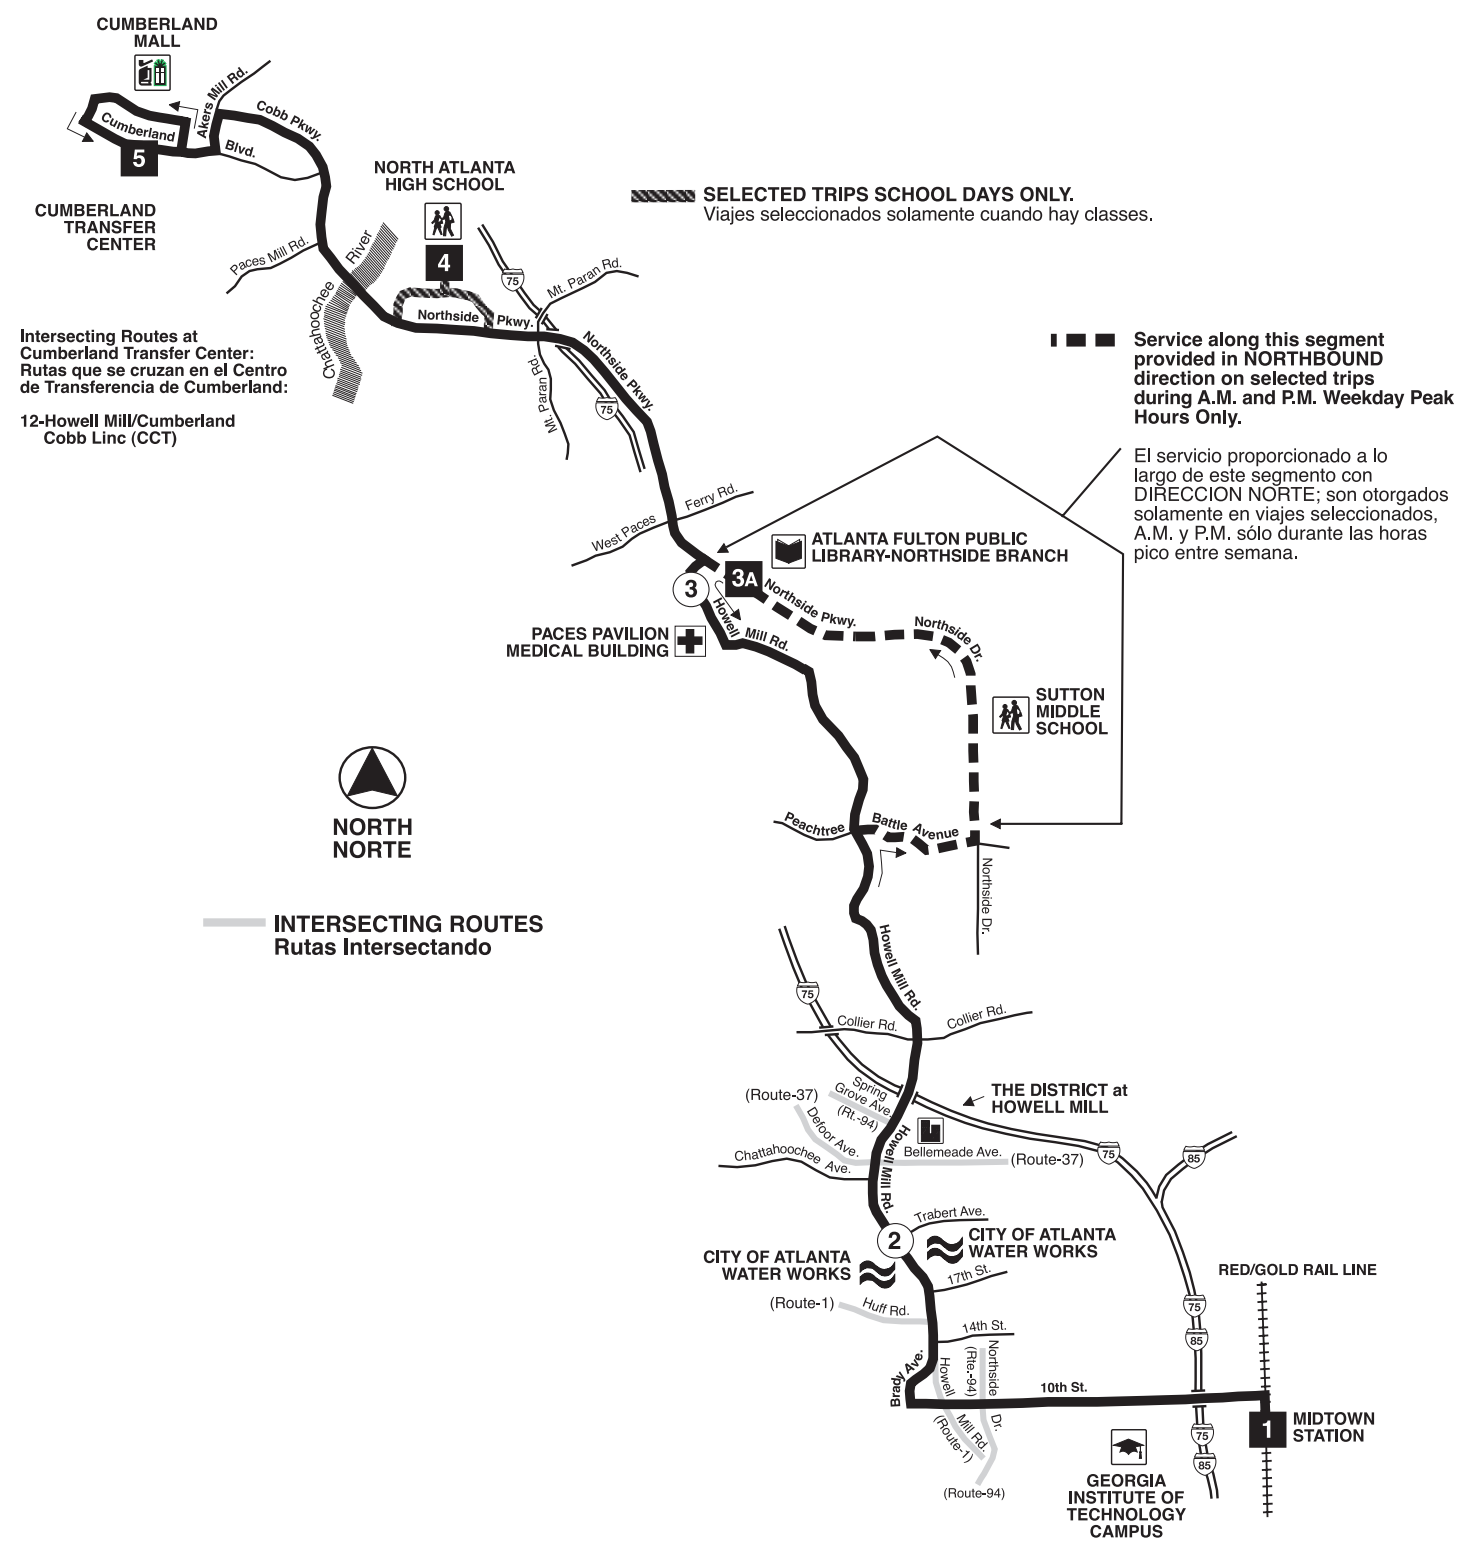 CUMBERLAND
MALL
Akers Mill Rd.
Cobb Pkwy.
Cumberland
Blvd.
5
CUMBERLAND
TRANSFER
CENTER
NORTH ATLANTA
HIGH SCHOOL
4
SELECTED TRIPS SCHOOL DAYS ONLY.
Viajes seleccionados solamente cuando hay classes.
Paces Mill Rd.
Chattahoochee River
75
Mt. Paran Rd.
Northside Pkwy.
Northside Pkwy.
Mt. Paran Rd.
75
Intersecting Routes at
Cumberland Transfer Center:
Rutas que se cruzan en el Centro
de Transferencia de Cumberland:
12-Howell Mill/Cumberland
Cobb Linc (CCT)
Service along this segment
provided in NORTHBOUND
direction on selected trips
during A.M. and P.M. Weekday Peak
Hours Only.
El servicio proporcionado a lo
largo de este segmento con
DIRECCION NORTE; son otorgados
solamente en viajes seleccionados,
A.M. y P.M. sólo durante las horas
pico entre semana.
West Paces Ferry Rd.
ATLANTA FULTON PUBLIC
LIBRARY-NORTHSIDE BRANCH
3
3A
Northside Pkwy.
Northside Dr.
Howell Mill Rd.
PACES PAVILION
MEDICAL BUILDING
SUTTON
MIDDLE
SCHOOL
NORTH
NORTE
Peachtree Battle Avenue
Northside Dr.
INTERSECTING ROUTES
Rutas Intersectando
Howell Mill Rd.
75
Collier Rd.
Collier Rd.
THE DISTRICT at
HOWELL MILL
Spring
Grove Ave.
(Rt.-94)
(Route-37)
Defoor Ave.
Howell Mill Rd.
Bellemeade Ave.
(Route-37)
75
85
Chattahoochee Ave.
Trabert Ave.
2
CITY OF ATLANTA
WATER WORKS
CITY OF ATLANTA
WATER WORKS
17th St.
RED/GOLD RAIL LINE
(Route-1)
Huff Rd.
75
85
14th St.
Brady Ave.
Howell Mill Rd.
(Route-1)
Northside Dr.
(Rte.-94)
10th St.
1
MIDTOWN
STATION
75
85
(Route-94)
GEORGIA
INSTITUTE OF
TECHNOLOGY
CAMPUS